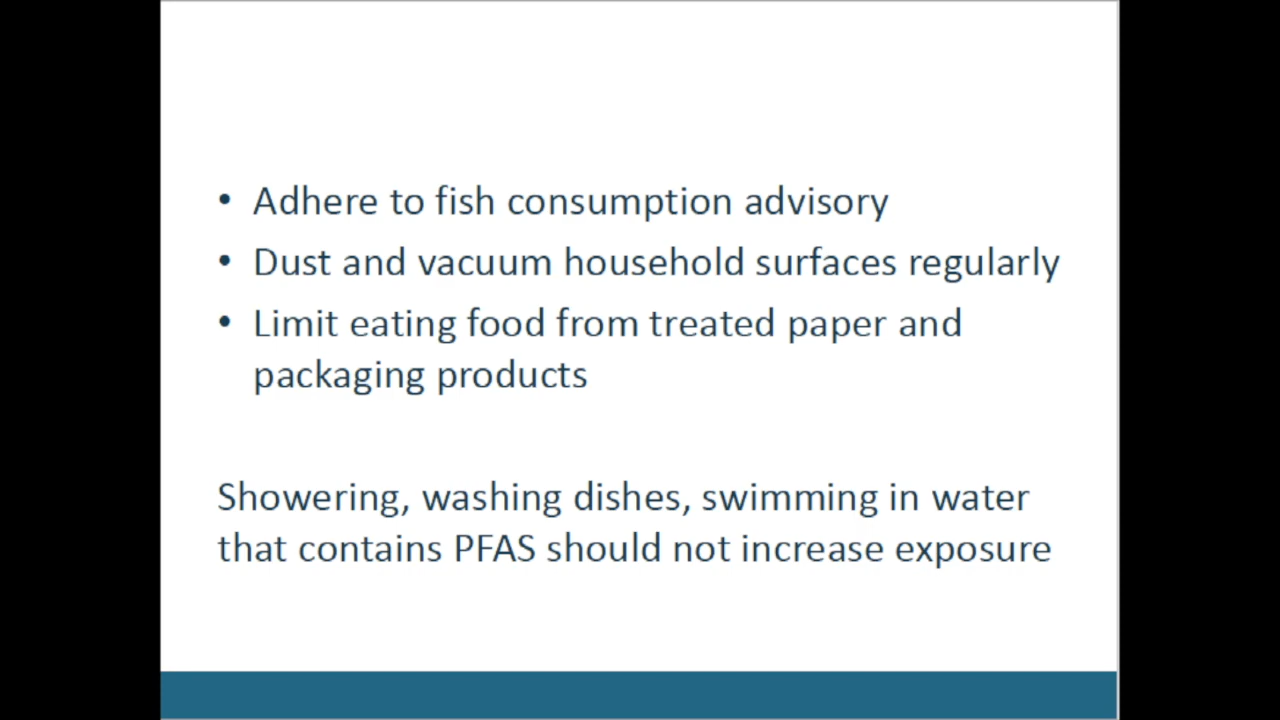 • Adhere to fish consumption advisory
• Dust and vacuum household surfaces regularly
• Limit eating food from treated paper and
packaging products
Showering, washing dishes, swimming in water
that contains PFAS should not increase exposure